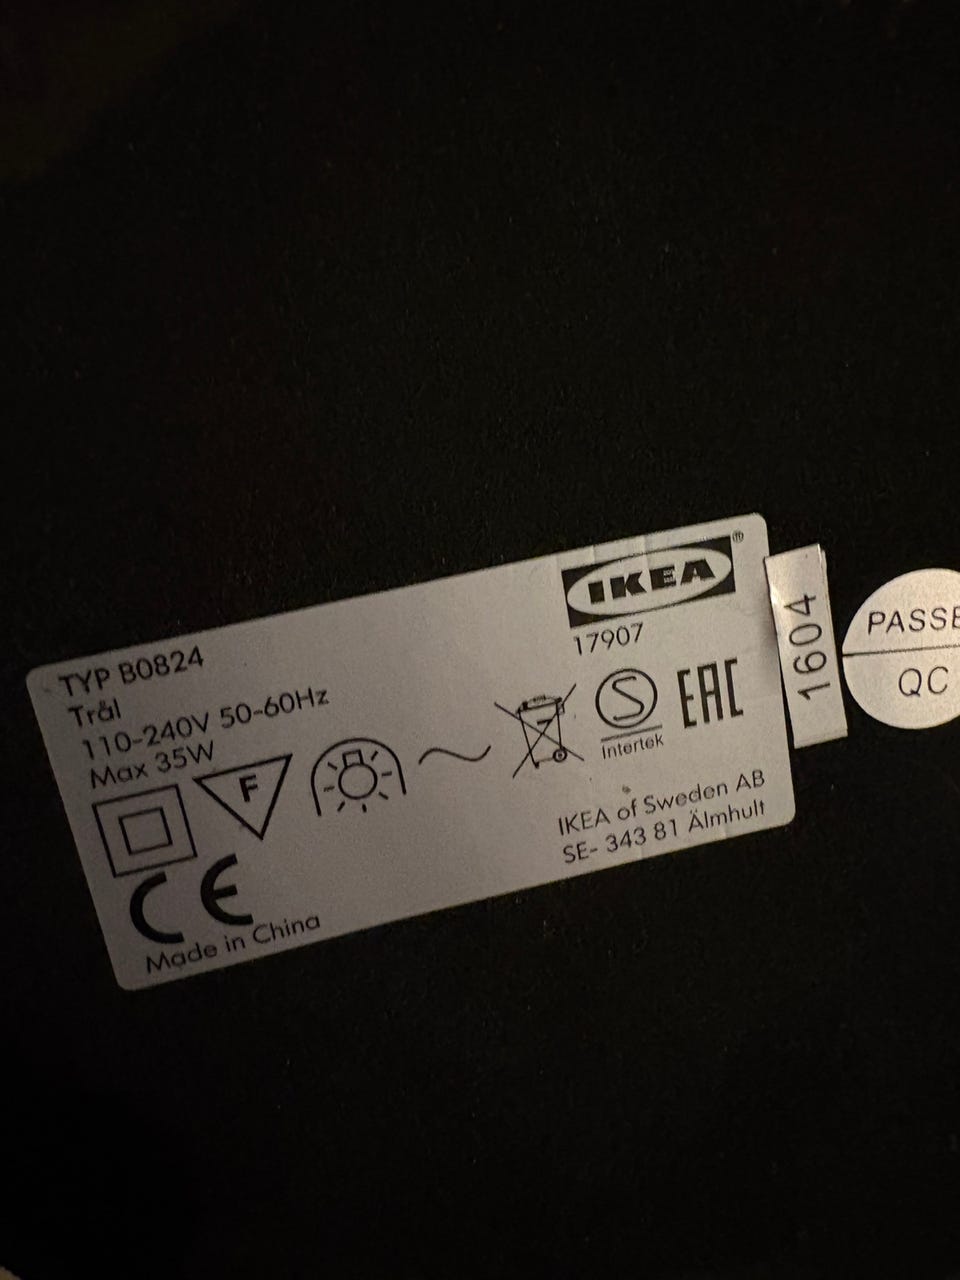 TYP B0824
Trål
110-240V 50-60Hz
Max 35W
F
CE
Made in China
IKEA®
17907
S
Intertek
EAC
IKEA of Sweden AB
SE- 343 81 Älmhult
1604
PASSE
QC